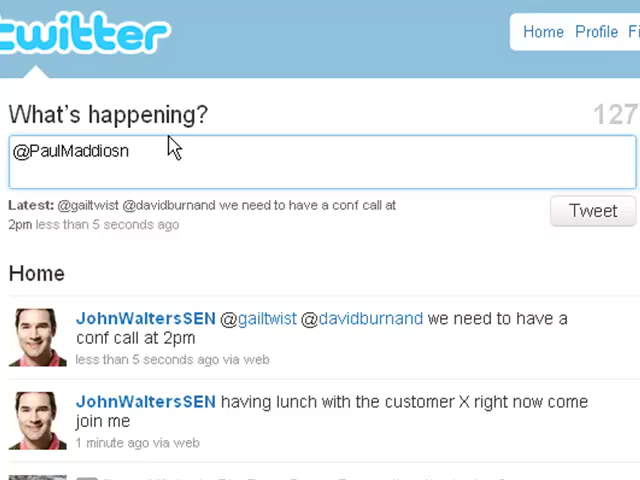 twitter
Home Profile Fi
What's happening? 127
@PaulMaddiosn
Latest: @gailtwist @davidburnand we need to have a conf call at
2pm less than 5 seconds ago
Tweet
Home
JohnWaltersSEN @gailtwist @davidburnand we need to have a
conf call at 2pm
less than 5 seconds ago via web
JohnWaltersSEN having lunch with the customer X right now come
join me
1 minute ago via web